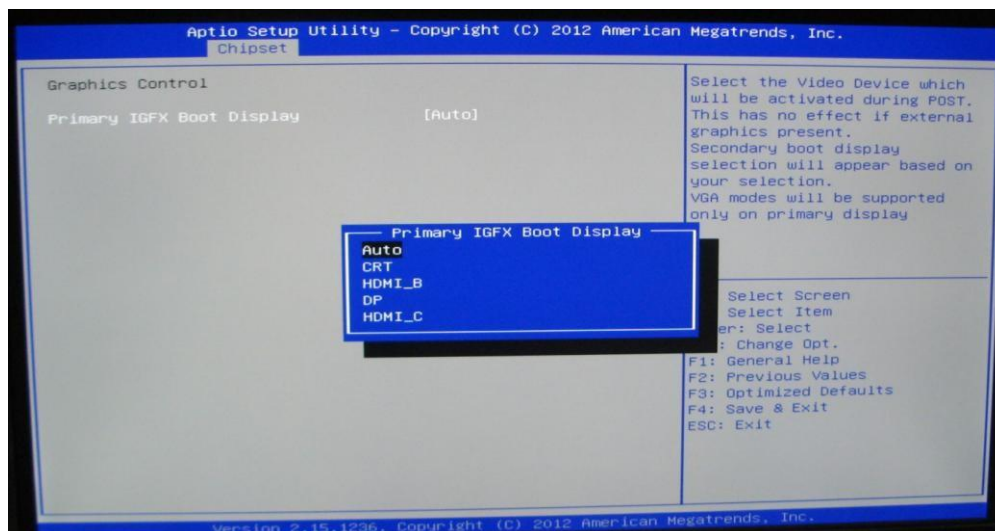 Aptio Setup Utility – Copyright (C) 2012 American Megatrends, Inc.
Chipset
Graphics Control
Primary IGFX Boot Display [Auto]
Select the Video Device which
will be activated during POST.
This has no effect if external
graphics present.
Secondary boot display
selection will appear based on
your selection.
VGA modes will be supported
only on primary display
Primary IGFX Boot Display
Auto
CRT
HDMI_B
DP
HDMI_C
Select Screen
Select Item
: Select
: Change Opt.
F1: General Help
F2: Previous Values
F3: Optimized Defaults
F4: Save & Exit
ESC: Exit
Version 2.15.1236. Copyright (C) 2012 American Megatrends, Inc.